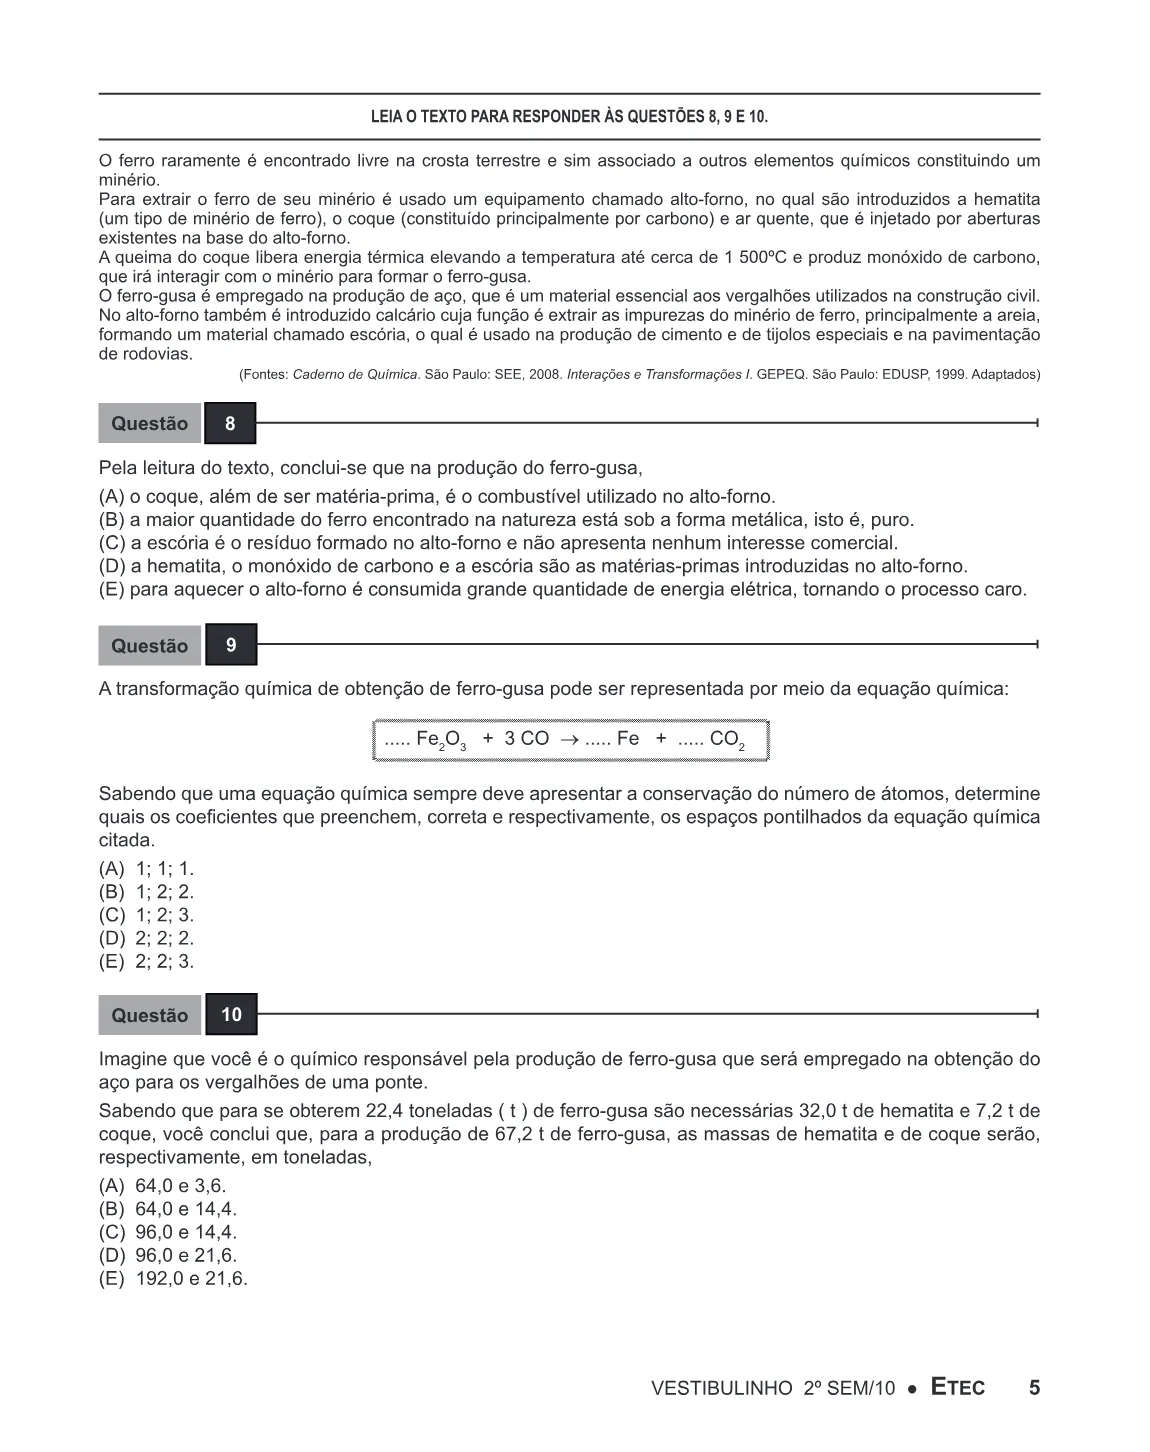 LEIA O TEXTO PARA RESPONDER ÀS QUESTÕES 8, 9 E 10.
O ferro raramente é encontrado livre na crosta terrestre e sim associado a outros elementos químicos constituindo um
minério.
Para extrair o ferro de seu minério é usado um equipamento chamado alto-forno, no qual são introduzidos a hematita
(um tipo de minério de ferro), o coque (constituído principalmente por carbono) e ar quente, que é injetado por aberturas
existentes na base do alto-forno.
A queima do coque libera energia térmica elevando a temperatura até cerca de 1 500ºC e produz monóxido de carbono,
que irá interagir com o minério para formar o ferro-gusa.
O ferro-gusa é empregado na produção de aço, que é um material essencial aos vergalhões utilizados na construção civil.
No alto-forno também é introduzido calcário cuja função é extrair as impurezas do minério de ferro, principalmente a areia,
formando um material chamado escória, o qual é usado na produção de cimento e de tijolos especiais e na pavimentação
de rodovias.
(Fontes: Caderno de Química. São Paulo: SEE, 2008. Interações e Transformações I. GEPEQ. São Paulo: EDUSP, 1999. Adaptados)
Questão 8
Pela leitura do texto, conclui-se que na produção do ferro-gusa,
(A) o coque, além de ser matéria-prima, é o combustível utilizado no alto-forno.
(B) a maior quantidade do ferro encontrado na natureza está sob a forma metálica, isto é, puro.
(C) a escória é o resíduo formado no alto-forno e não apresenta nenhum interesse comercial.
(D) a hematita, o monóxido de carbono e a escória são as matérias-primas introduzidas no alto-forno.
(E) para aquecer o alto-forno é consumida grande quantidade de energia elétrica, tornando o processo caro.
Questão 9
A transformação química de obtenção de ferro-gusa pode ser representada por meio da equação química:
..... Fe2O3 + 3 CO → ..... Fe + ..... CO2
Sabendo que uma equação química sempre deve apresentar a conservação do número de átomos, determine
quais os coeficientes que preenchem, correta e respectivamente, os espaços pontilhados da equação química
citada.
(A) 1; 1; 1.
(B) 1; 2; 2.
(C) 1; 2; 3.
(D) 2; 2; 2.
(E) 2; 2; 3.
Questão 10
Imagine que você é o químico responsável pela produção de ferro-gusa que será empregado na obtenção do
aço para os vergalhões de uma ponte.
Sabendo que para se obterem 22,4 toneladas ( t ) de ferro-gusa são necessárias 32,0 t de hematita e 7,2 t de
coque, você conclui que, para a produção de 67,2 t de ferro-gusa, as massas de hematita e de coque serão,
respectivamente, em toneladas,
(A) 64,0 e 3,6.
(B) 64,0 e 14,4.
(C) 96,0 e 14,4.
(D) 96,0 e 21,6.
(E) 192,0 e 21,6.
VESTIBULINHO 2º SEM/10 • ETEC 5